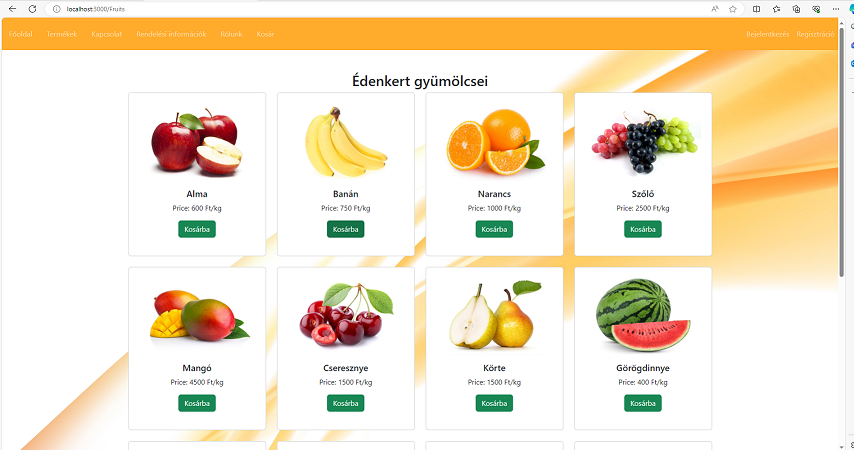 localhost:3000/Fruits
Főoldal Termékek Kapcsolat Rendelési információk Rólunk Kosár Bejelentkezés Regisztráció
Édenkert gyümölcsei
Alma Banán Narancs Szőlő
Price: 600 Ft/kg Price: 750 Ft/kg Price: 1000 Ft/kg Price: 2500 Ft/kg
Kosárba Kosárba Kosárba Kosárba
Mangó Cseresznye Körte Görögdinnye
Price: 4500 Ft/kg Price: 1500 Ft/kg Price: 1500 Ft/kg Price: 400 Ft/kg
Kosárba Kosárba Kosárba Kosárba